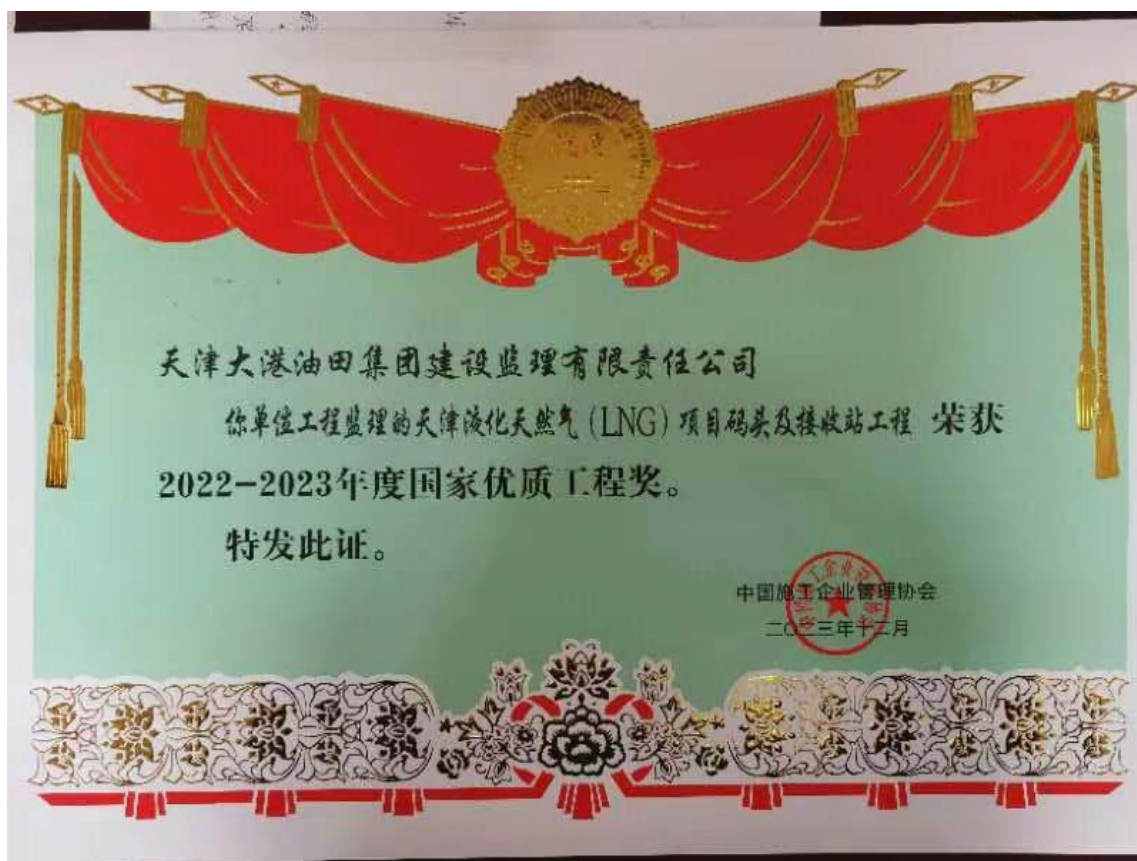 天津大港油田集团建设监理有限责任公司
你单位工程监理的天津液化天然气(LNG)项目码头及接收站工程 荣获
2022-2023年度国家优质工程奖。
特发此证。
中国施工企业管理协会
二〇二三年十二月